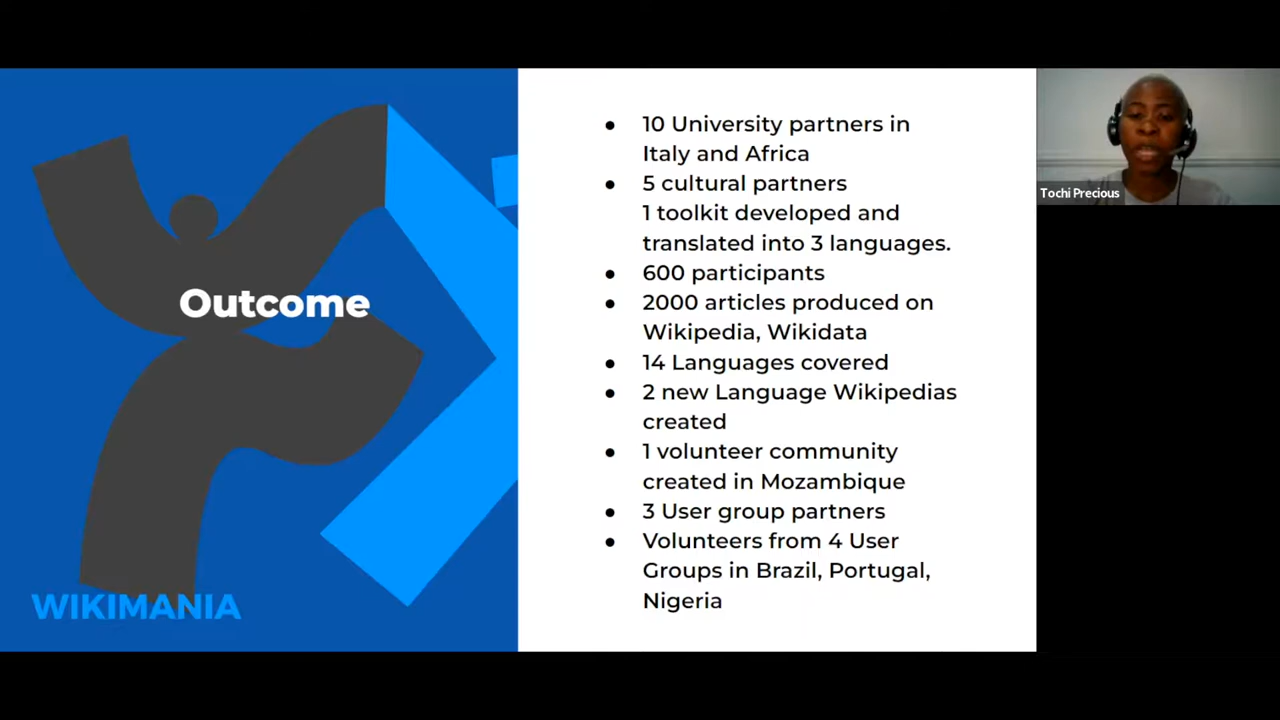 Outcome
WIKIMANIA
● 10 University partners in
Italy and Africa
● 5 cultural partners
1 toolkit developed and
translated into 3 languages.
● 600 participants
● 2000 articles produced on
Wikipedia, Wikidata
● 14 Languages covered
● 2 new Language Wikipedias
created
● 1 volunteer community
created in Mozambique
● 3 User group partners
● Volunteers from 4 User
Groups in Brazil, Portugal,
Nigeria
Tochi Precious